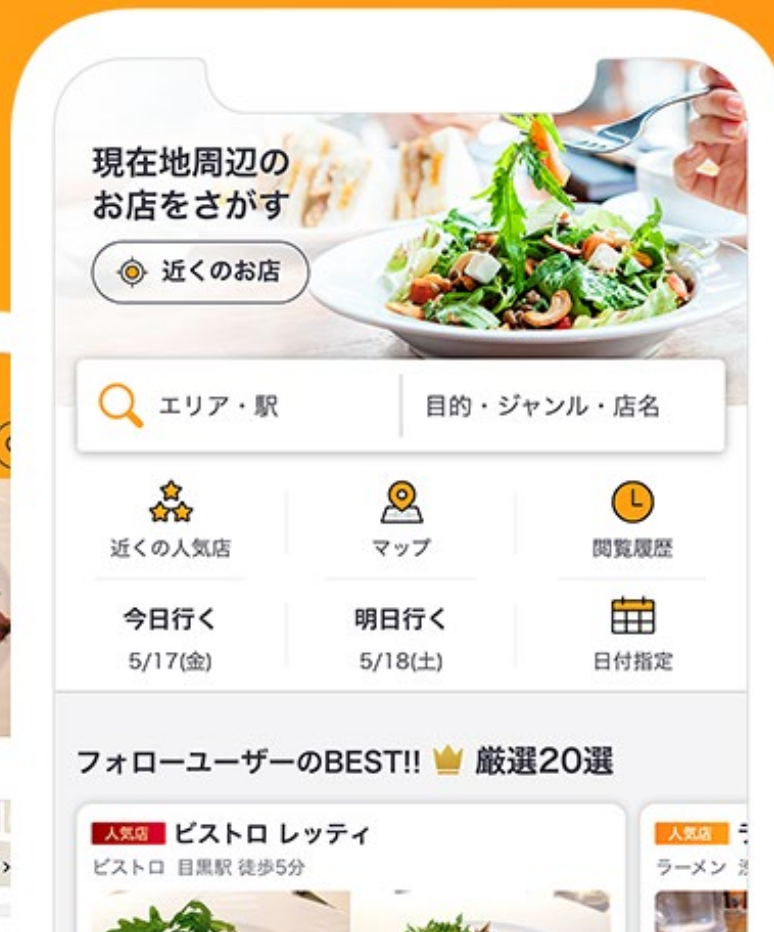 現在地周辺の
お店をさがす
近くのお店
エリア・駅
目的・ジャンル・店名
近くの人気店
マップ
閲覧履歴
今日行く
明日行く
5/17(金)
5/18(土)
日付指定
フォローユーザーのBEST!! 厳選20選
人気店 ビストロ レッティ
ビストロ 目黒駅 徒歩5分
人気店
ラーメン